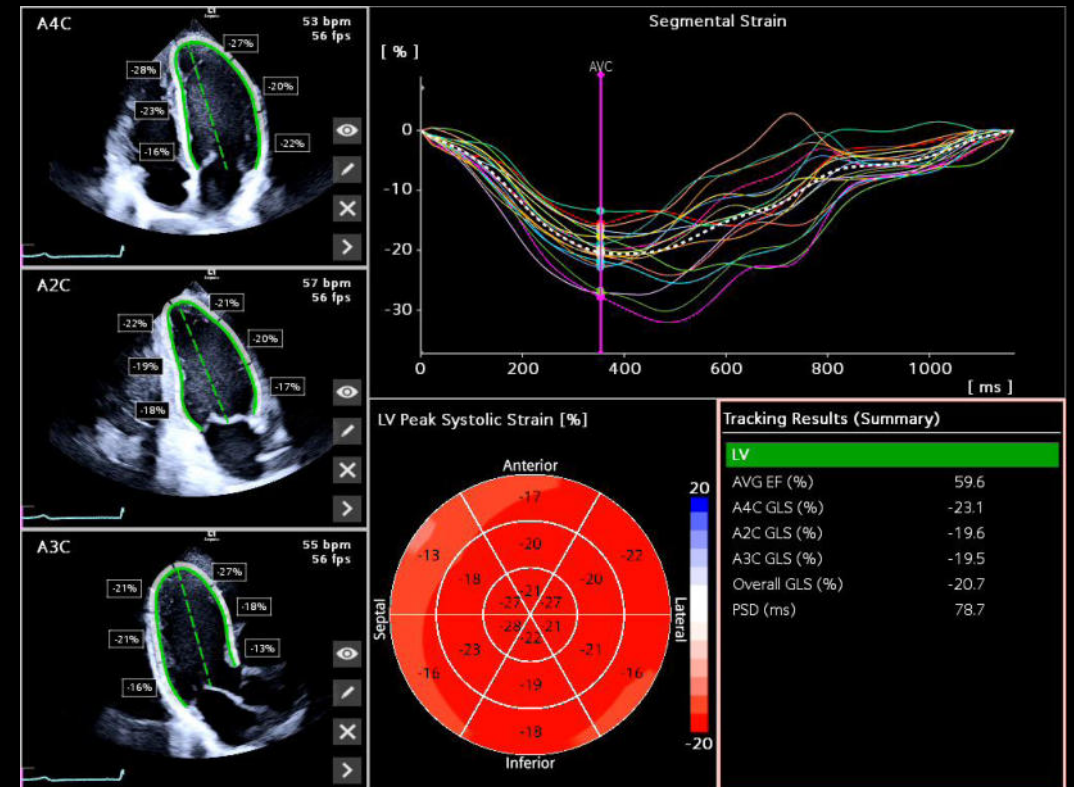 A4C
53 bpm
56 fps
-27%
-28%
-20%
-23%
-22%
-16%
A2C
57 bpm
56 fps
-21%
-22%
-20%
-19%
-17%
-18%
A3C
55 bpm
56 fps
-27%
-21%
-18%
-21%
-13%
-16%
Segmental Strain
[ % ]
AVC
0
-10
-20
-30
0 200 400 600 800 1000
[ ms ]
LV Peak Systolic Strain [%]
Anterior
-17
-13 -22
-20
-18 -20
-21
-27 -27
Septal Lateral
-28 -21
-22
-23 -21
-19
-16 -16
-18
Inferior
20
-20
Tracking Results (Summary)
LV
AVG EF (%) 59.6
A4C GLS (%) -23.1
A2C GLS (%) -19.6
A3C GLS (%) -19.5
Overall GLS (%) -20.7
PSD (ms) 78.7